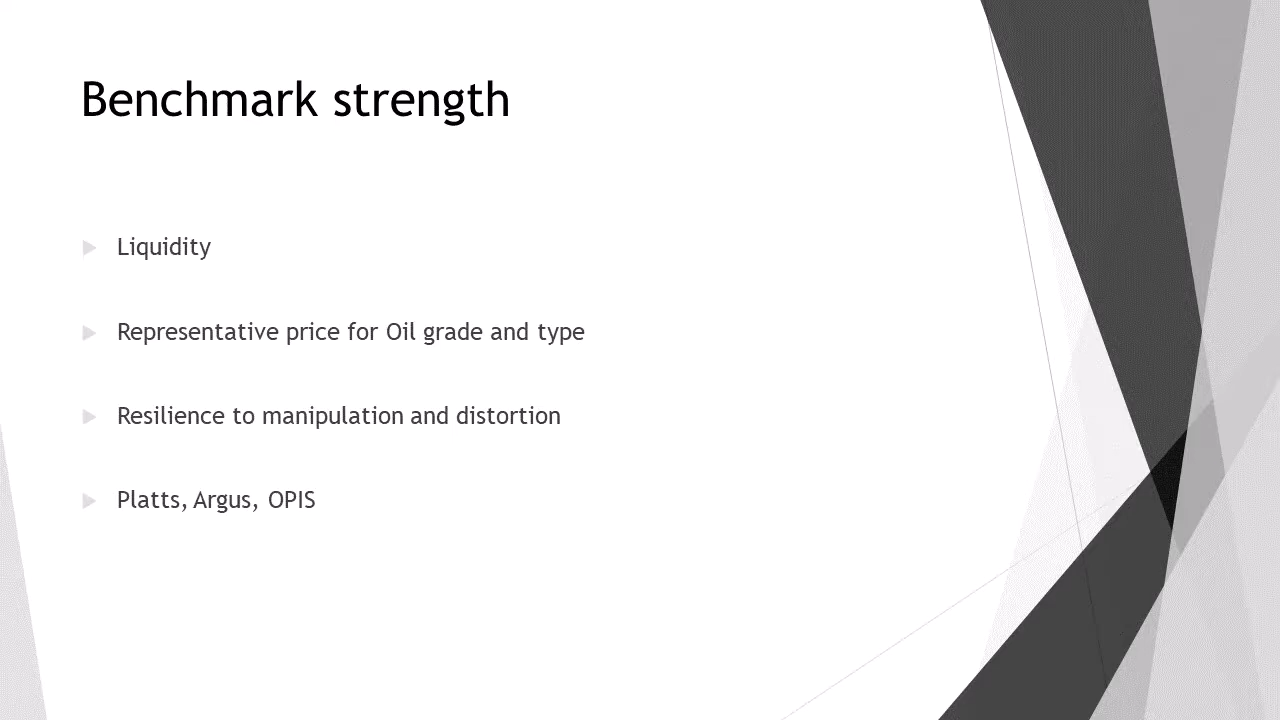 Benchmark strength
Liquidity
Representative price for Oil grade and type
Resilience to manipulation and distortion
Platts, Argus, OPIS